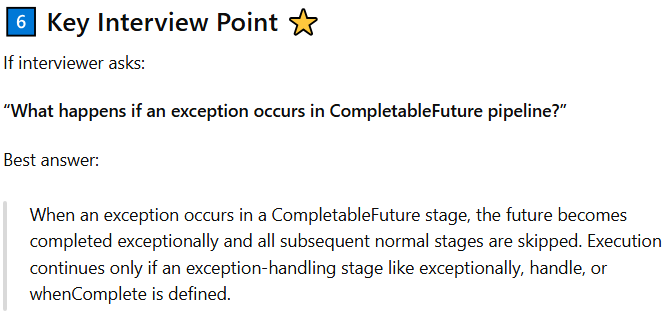 6 Key Interview Point ⭐
If interviewer asks:
“What happens if an exception occurs in CompletableFuture pipeline?”
Best answer:
When an exception occurs in a CompletableFuture stage, the future becomes
completed exceptionally and all subsequent normal stages are skipped. Execution
continues only if an exception-handling stage like exceptionally, handle, or
whenComplete is defined.